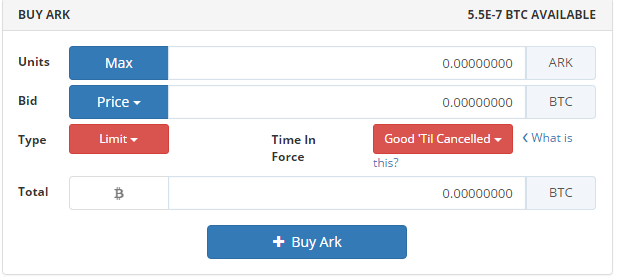 BUY ARK 5.5E-7 BTC AVAILABLE
Units Max 0.00000000 ARK
Bid Price 0.00000000 BTC
Type Limit Time In Force Good 'Til Cancelled What is this?
Total 0.00000000 BTC
Buy Ark